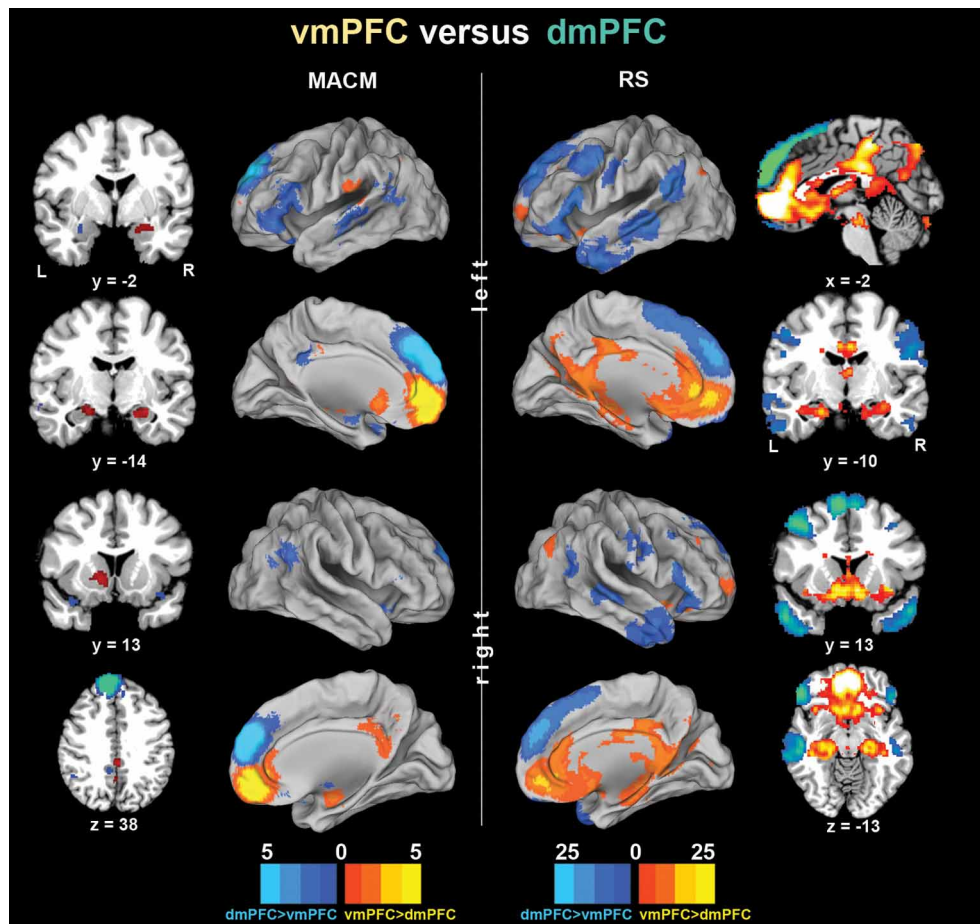 vmPFC versus dmPFC
MACM RS
L R
y = -2
x = -2
left
y = -14
L R
y = -10
y = 13
y = 13
right
z = 38
z = -13
5 0 5
25 0 25
dmPFC>vmPFC vmPFC>dmPFC
dmPFC>vmPFC vmPFC>dmPFC